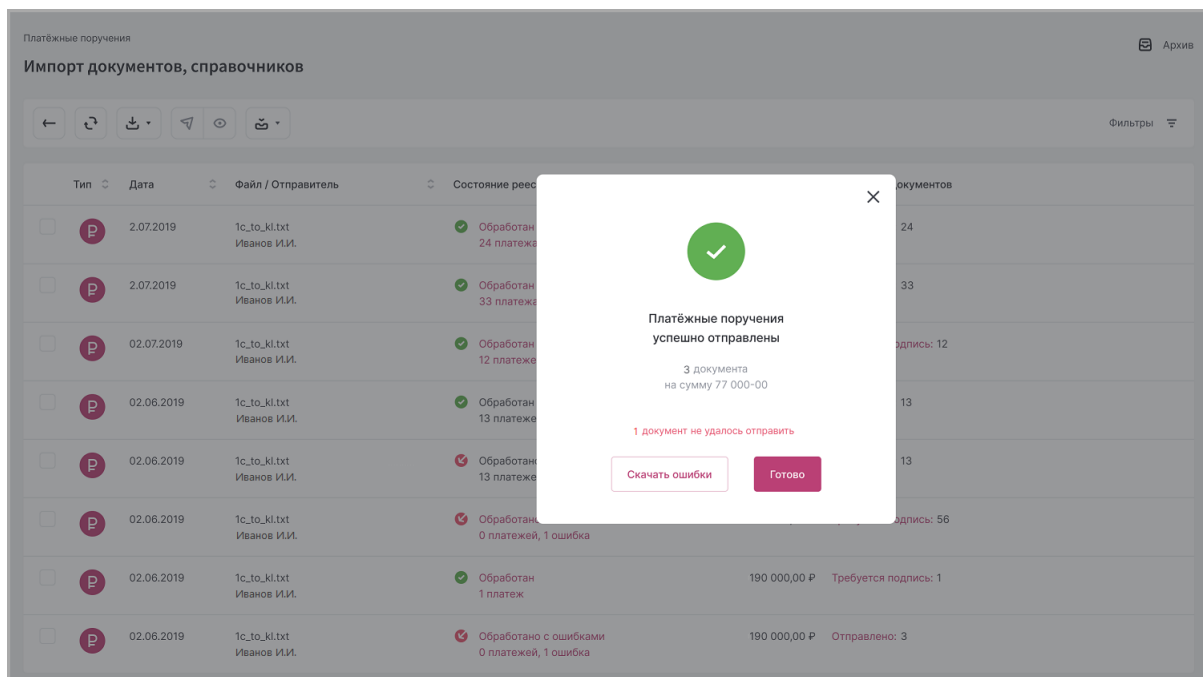 Платёжные поручения
Архив
Импорт документов, справочников
Фильтры
Тип Дата Файл / Отправитель Состояние реес окументов
2.07.2019 1c_to_kl.txt Обработан 24
Иванов И.И. 24 платежа
2.07.2019 1c_to_kl.txt Обработан 33
Иванов И.И. 33 платежа
02.07.2019 1c_to_kl.txt Обработан одпись: 12
Иванов И.И. 12 платеже
02.06.2019 1c_to_kl.txt Обработан 13
Иванов И.И. 13 платеже
02.06.2019 1c_to_kl.txt Обработано 13
Иванов И.И. 13 платеже
02.06.2019 1c_to_kl.txt Обработано одпись: 56
Иванов И.И. 0 платежей, 1 ошибка
02.06.2019 1c_to_kl.txt Обработан 190 000,00 ₽ Требуется подпись: 1
Иванов И.И. 1 платеж
02.06.2019 1c_to_kl.txt Обработано с ошибками 190 000,00 ₽ Отправлено: 3
Иванов И.И. 0 платежей, 1 ошибка
Платёжные поручения
успешно отправлены
3 документа
на сумму 77 000-00
1 документ не удалось отправить
Скачать ошибки Готово